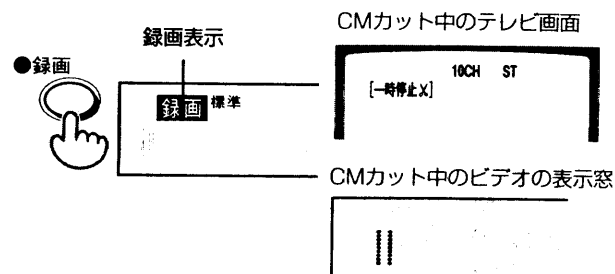 録画表示
●録画
録画 標準
CMカット中のテレビ画面
10CH ST
[一時停止X]
CMカット中のビデオの表示窓